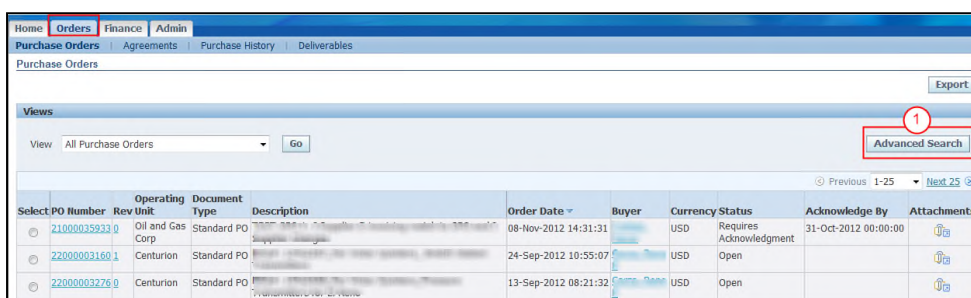 Home Orders Finance Admin
Purchase Orders | Agreements | Purchase History | Deliverables
Purchase Orders
Export
Views
1
View All Purchase Orders Go Advanced Search
Previous 1-25 Next 25
Select PO Number Rev Operating Unit Document Type Description Order Date Buyer Currency Status Acknowledge By Attachment
21000035933 0 Oil and Gas Corp Standard PO 08-Nov-2012 14:31:31 USD Requires Acknowledgment 31-Oct-2012 00:00:00
22000003160 1 Centurion Standard PO 24-Sep-2012 10:55:07 USD Open
22000003276 0 Centurion Standard PO 13-Sep-2012 08:21:32 USD Open